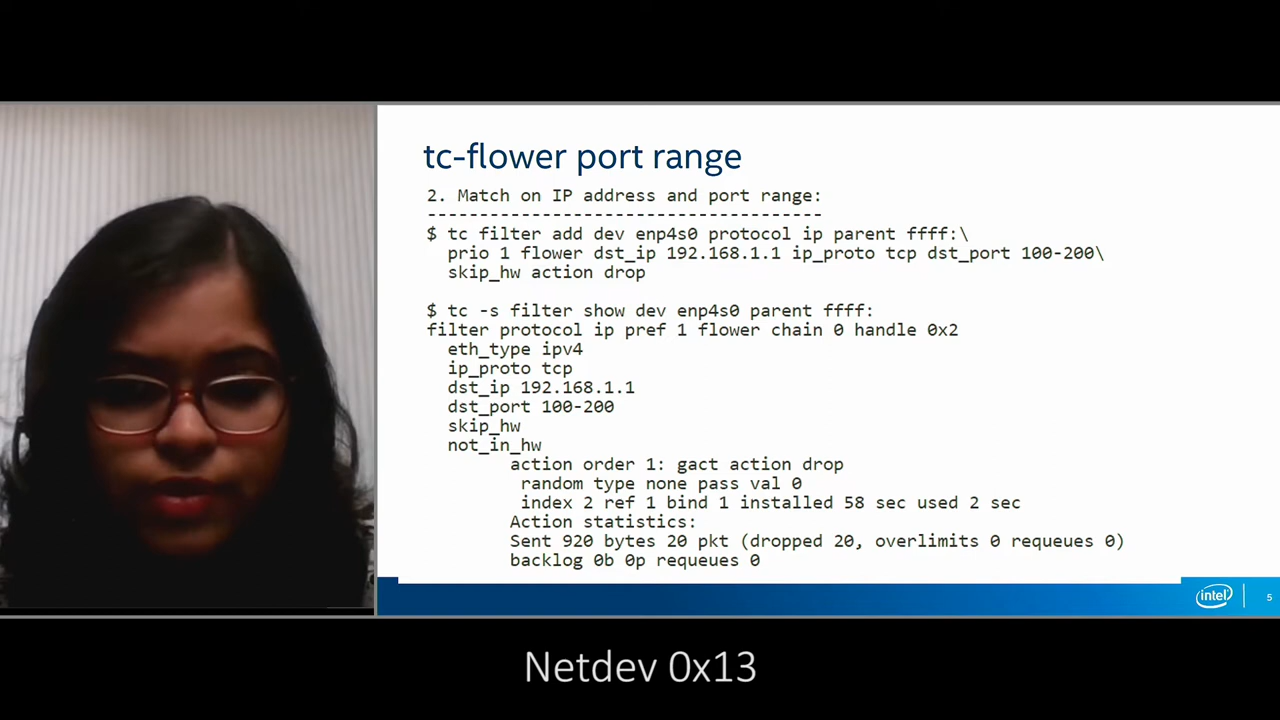 tc-flower port range
2. Match on IP address and port range:
--------------------------------------
$ tc filter add dev enp4s0 protocol ip parent ffff:\
prio 1 flower dst_ip 192.168.1.1 ip_proto tcp dst_port 100-200\
skip_hw action drop
$ tc -s filter show dev enp4s0 parent ffff:
filter protocol ip pref 1 flower chain 0 handle 0x2
eth_type ipv4
ip_proto tcp
dst_ip 192.168.1.1
dst_port 100-200
skip_hw
not_in_hw
action order 1: gact action drop
random type none pass val 0
index 2 ref 1 bind 1 installed 58 sec used 2 sec
Action statistics:
Sent 920 bytes 20 pkt (dropped 20, overlimits 0 requeues 0)
backlog 0b 0p requeues 0
intel
5
Netdev 0x13